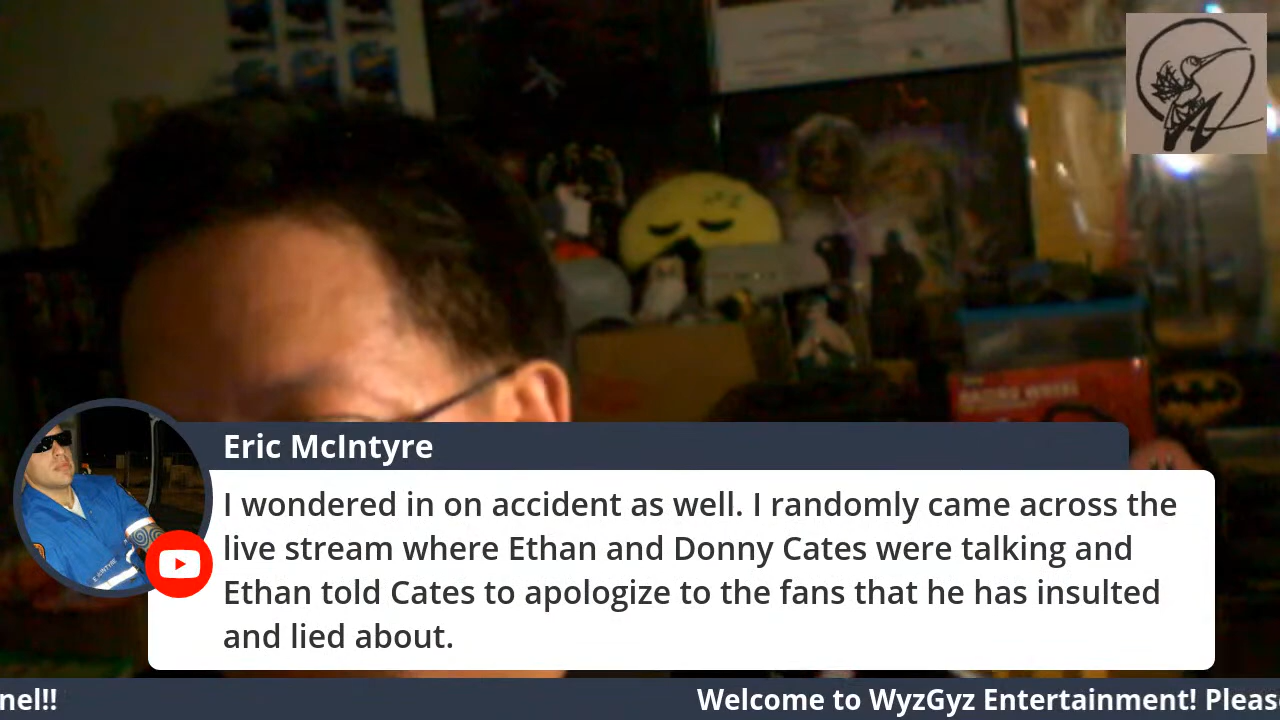 Eric McIntyre
I wondered in on accident as well. I randomly came across the
live stream where Ethan and Donny Cates were talking and
Ethan told Cates to apologize to the fans that he has insulted
and lied about.
nel!! Welcome to WyzGyz Entertainment! Pleas